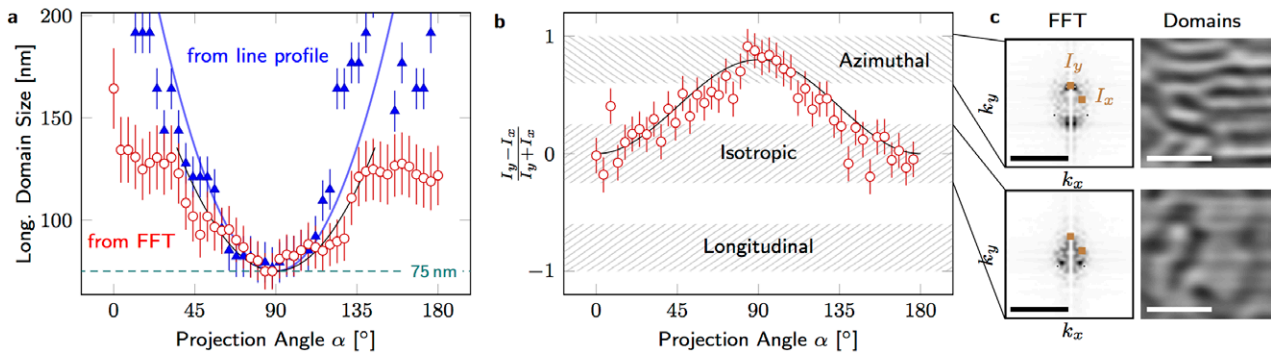 a
200
150
100
Long. Domain Size [nm]
from line profile
from FFT
75 nm
0 45 90 135 180
Projection Angle α [°]
b
1
0
−1
I_y − I_x
I_y + I_x
Azimuthal
Isotropic
Longitudinal
0 45 90 135 180
Projection Angle α [°]
c
FFT Domains
I_y
I_x
k_y
k_x
k_y
k_x